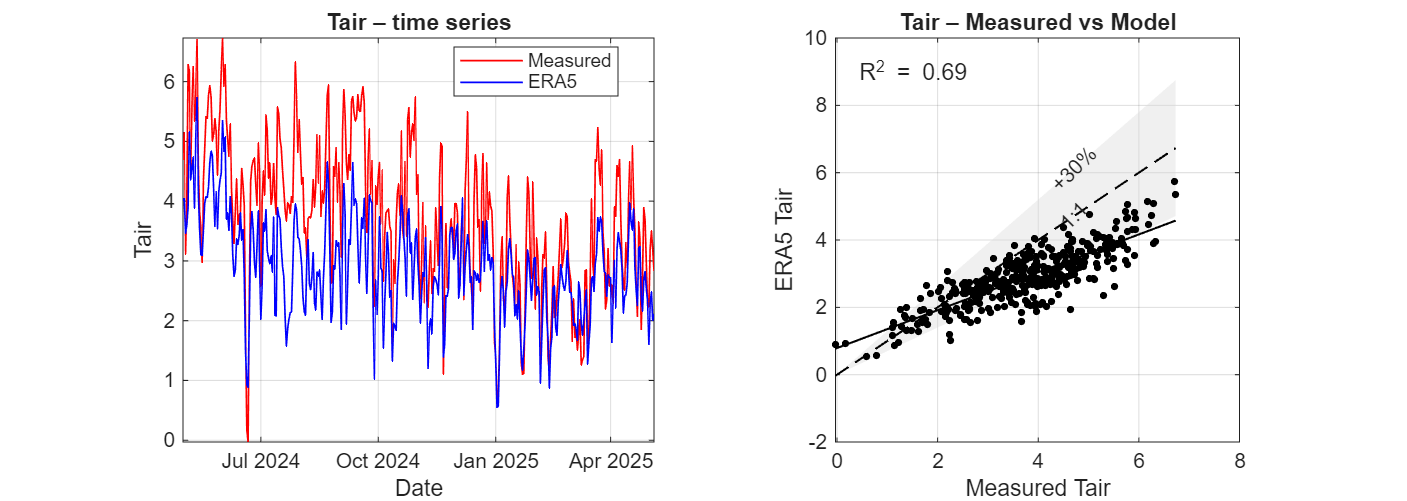 Tair – time series
6
5
4
3
2
1
0
Tair
Jul 2024
Oct 2024
Jan 2025
Apr 2025
Date
Measured
ERA5
Tair – Measured vs Model
R² = 0.69
10
8
6
4
2
0
-2
ERA5 Tair
+30%
1:1
0
2
4
6
8
Measured Tair